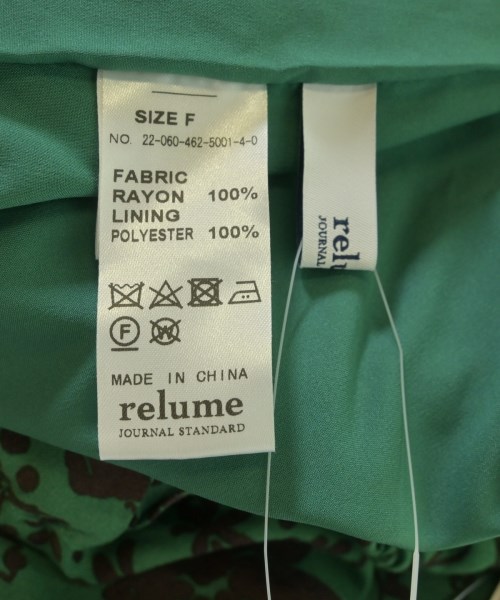 SIZE F
NO. 22-060-462-5001-4-0
FABRIC
RAYON 100%
LINING
POLYESTER 100%
F
W
MADE IN CHINA
relume
JOURNAL STANDARD
relu
JOURNAL